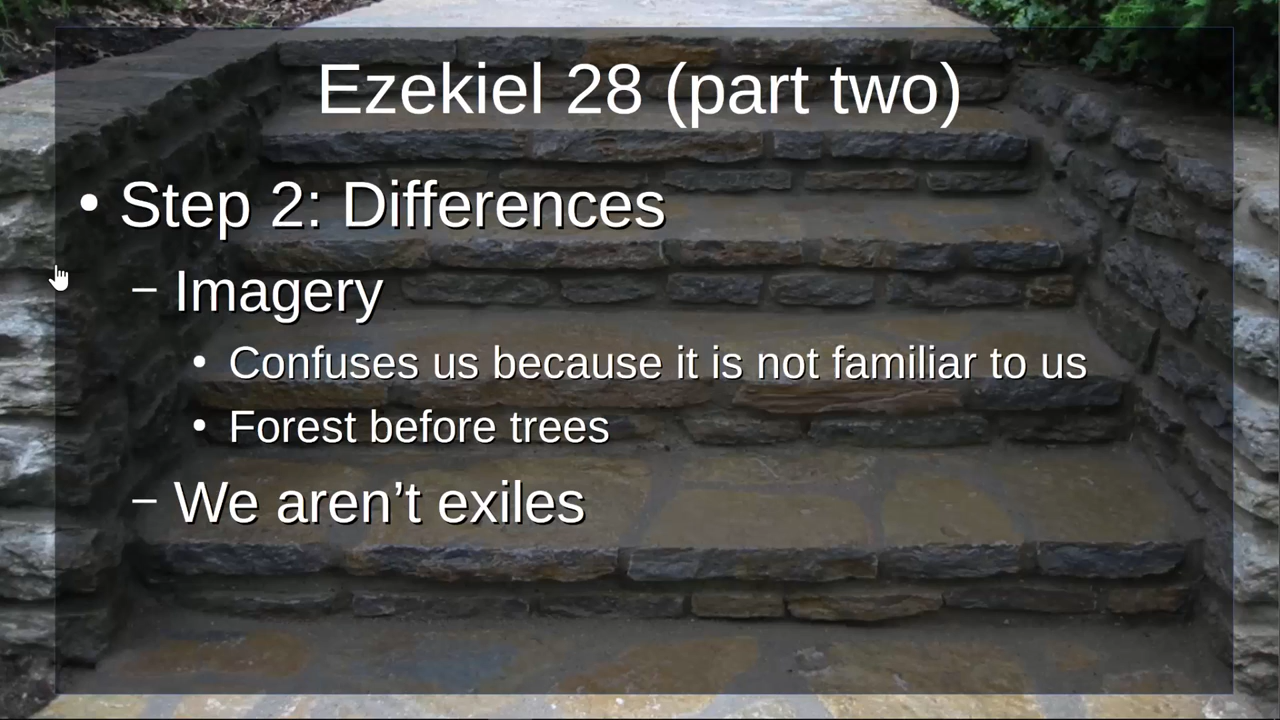 Ezekiel 28 (part two)
• Step 2: Differences
– Imagery
• Confuses us because it is not familiar to us
• Forest before trees
– We aren’t exiles